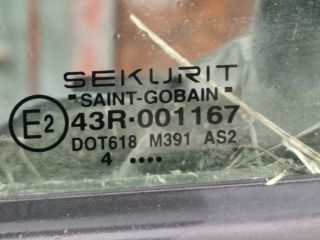 SEKURIT
SAINT-GOBAIN
E2 43R-001167
DOT618 M391 AS2
4 ••••